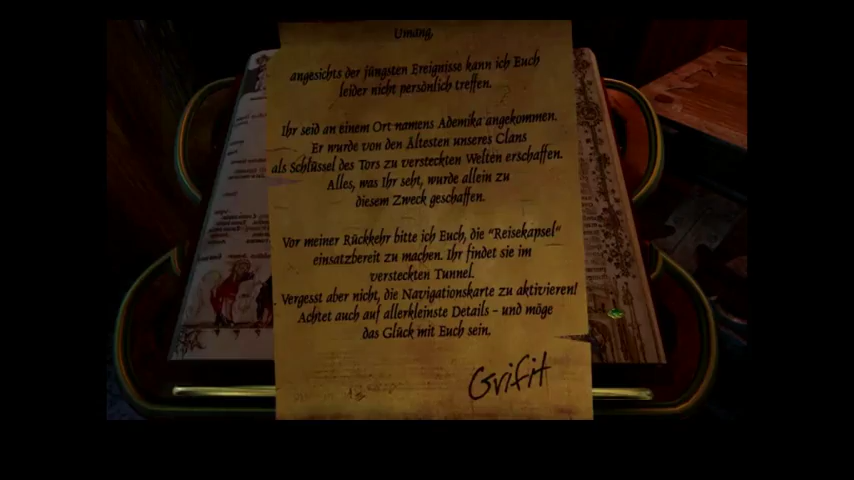 Umang,
angesichts der jüngsten Ereignisse kann ich Euch
leider nicht persönlich treffen.
Ihr seid an einem Ort namens Ademika angekommen.
Er wurde von den Ältesten unseres Clans
als Schlüssel des Tors zu versteckten Welten erschaffen.
Alles, was Ihr seht, wurde allein zu
diesem Zweck geschaffen.
Vor meiner Rückkehr bitte ich Euch, die "Reisekapsel"
einsatzbereit zu machen. Ihr findet sie im
versteckten Tunnel.
Vergesst aber nicht, die Navigationskarte zu aktivieren!
Achtet auch auf allerkleinste Details - und möge
das Glück mit Euch sein.
Grifit